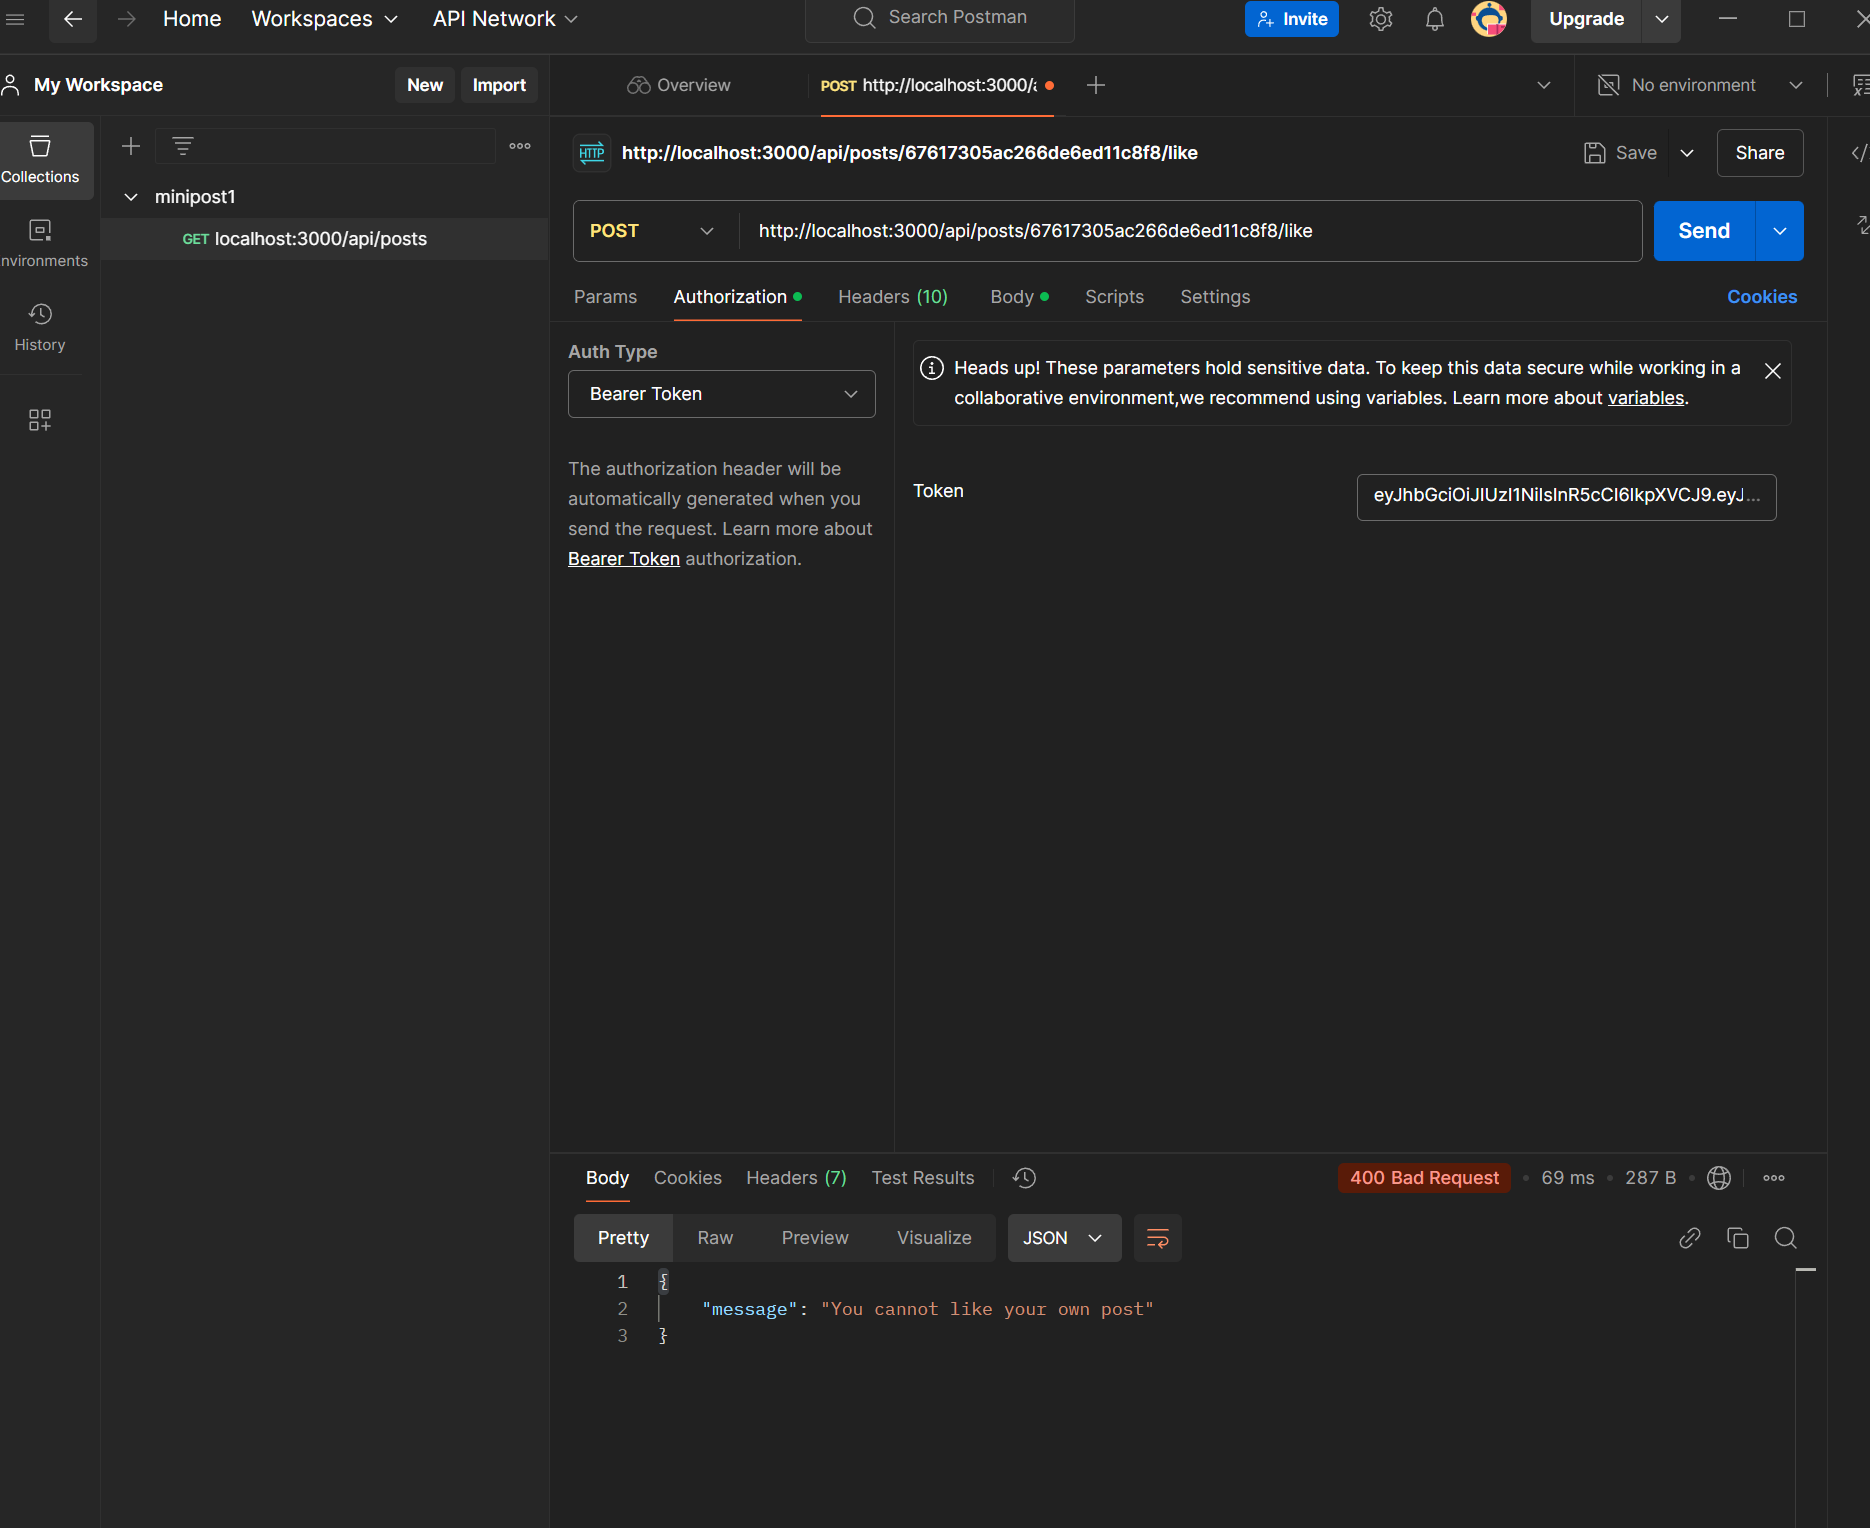 Home Workspaces API Network Search Postman Invite Upgrade
My Workspace New Import Overview POST http://localhost:3000/a No environment
Collections
minipost1
GET localhost:3000/api/posts
nvironments
History
HTTP http://localhost:3000/api/posts/67617305ac266de6ed11c8f8/like Save Share
POST http://localhost:3000/api/posts/67617305ac266de6ed11c8f8/like Send
Params Authorization Headers (10) Body Scripts Settings Cookies
Auth Type
Bearer Token
The authorization header will be
automatically generated when you
send the request. Learn more about
Bearer Token authorization.
Heads up! These parameters hold sensitive data. To keep this data secure while working in a
collaborative environment,we recommend using variables. Learn more about variables.
Token eyJhbGciOiJIUzI1NiIsInR5cCI6IkpXVCJ9.eyJ...
Body Cookies Headers (7) Test Results 400 Bad Request • 69 ms • 287 B •
Pretty Raw Preview Visualize JSON
1 {
2 "message": "You cannot like your own post"
3 }